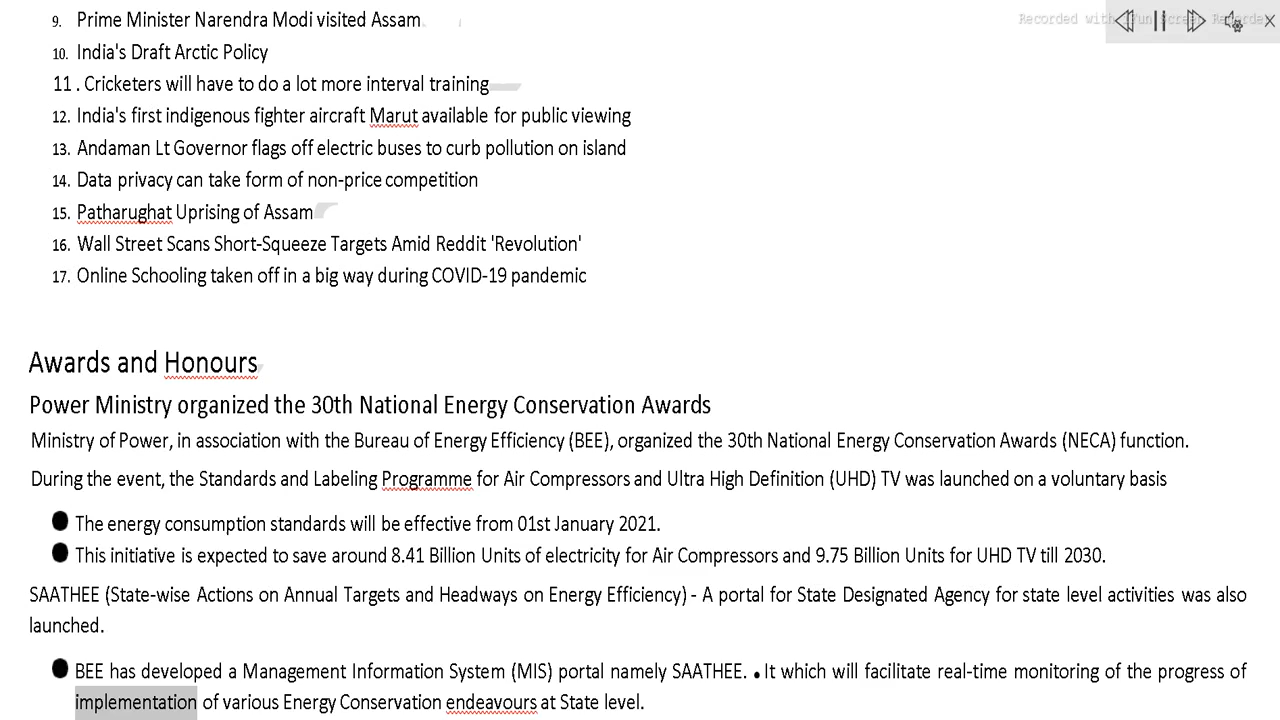 9. Prime Minister Narendra Modi visited Assam
Recorded with iFun Screen Recorder
10. India's Draft Arctic Policy
11 . Cricketers will have to do a lot more interval training
12. India's first indigenous fighter aircraft Marut available for public viewing
13. Andaman Lt Governor flags off electric buses to curb pollution on island
14. Data privacy can take form of non-price competition
15. Patharughat Uprising of Assam
16. Wall Street Scans Short-Squeeze Targets Amid Reddit 'Revolution'
17. Online Schooling taken off in a big way during COVID-19 pandemic
Awards and Honours
Power Ministry organized the 30th National Energy Conservation Awards
Ministry of Power, in association with the Bureau of Energy Efficiency (BEE), organized the 30th National Energy Conservation Awards (NECA) function.
During the event, the Standards and Labeling Programme for Air Compressors and Ultra High Definition (UHD) TV was launched on a voluntary basis
● The energy consumption standards will be effective from 01st January 2021.
● This initiative is expected to save around 8.41 Billion Units of electricity for Air Compressors and 9.75 Billion Units for UHD TV till 2030.
SAATHEE (State-wise Actions on Annual Targets and Headways on Energy Efficiency) - A portal for State Designated Agency for state level activities was also
launched.
● BEE has developed a Management Information System (MIS) portal namely SAATHEE. • It which will facilitate real-time monitoring of the progress of
implementation of various Energy Conservation endeavours at State level.